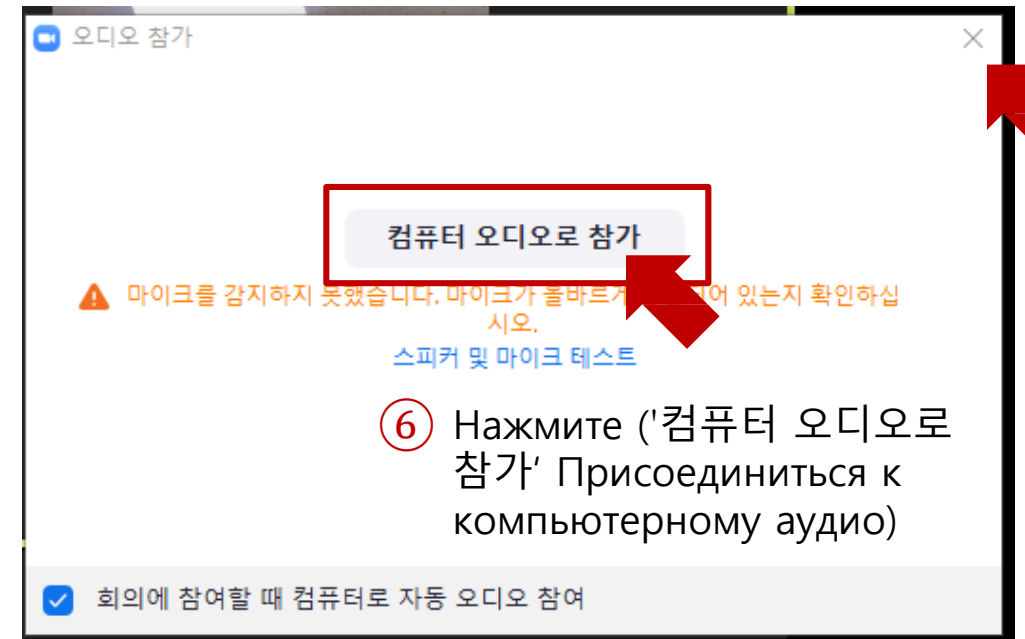 오디오 참가
컴퓨터 오디오로 참가
마이크를 감지하지 못했습니다. 마이크가 어 있는지 확인하십
시오.
스피커 및 마이크 테스트
⑥ Нажмите ('컴퓨터 오디오로
참가’ Присоединиться к
компьютерному аудио)
회의에 참여할 때 컴퓨터로 자동 오디오 참여